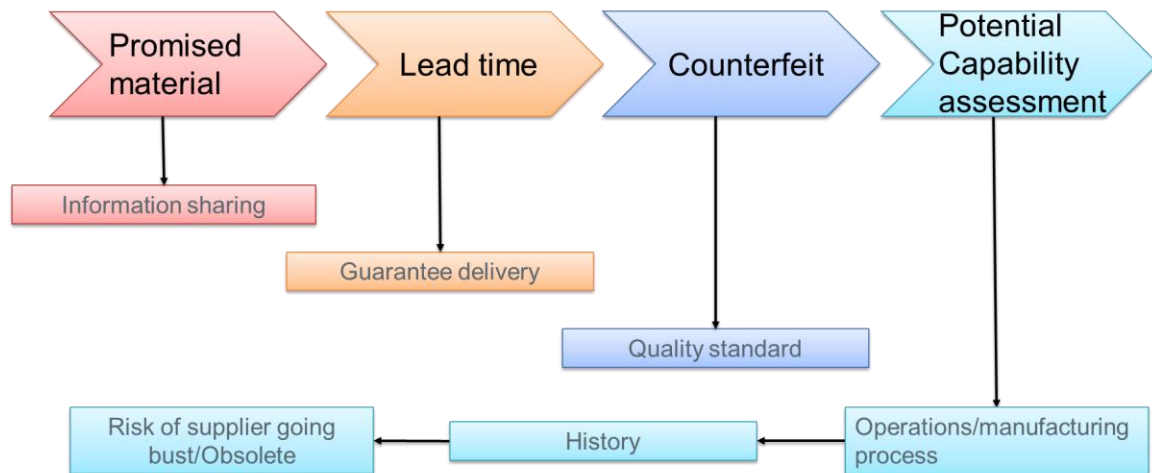 Promised
material
Lead time
Counterfeit
Potential
Capability
assessment
Information sharing
Guarantee delivery
Quality standard
Risk of supplier going
bust/Obsolete
History
Operations/manufacturing
process